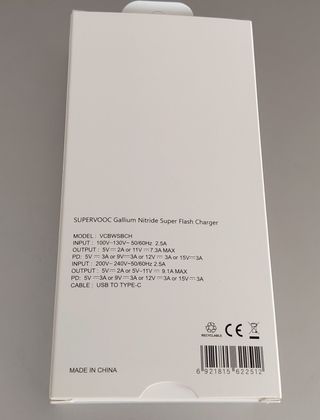 SUPERVOOC Gallium Nitride Super Flash Charger
MODEL : VCBWSBCH
INPUT : 100V~130V~ 50/60Hz 2.5A
OUTPUT : 5V⎓2A or 11V⎓7.3A MAX
PD: 5V⎓3A or 9V⎓3A or 12V⎓3A or 15V⎓3A
INPUT : 200V~240V~50/60Hz 2.5A
OUTPUT : 5V⎓2A or 5V-11V⎓9.1A MAX
PD: 5V⎓3A or 9V⎓3A or 12V⎓3A or 15V⎓3A
CABLE : USB TO TYPE-C
RECYCLABLE
CE
MADE IN CHINA
6 921815 622512